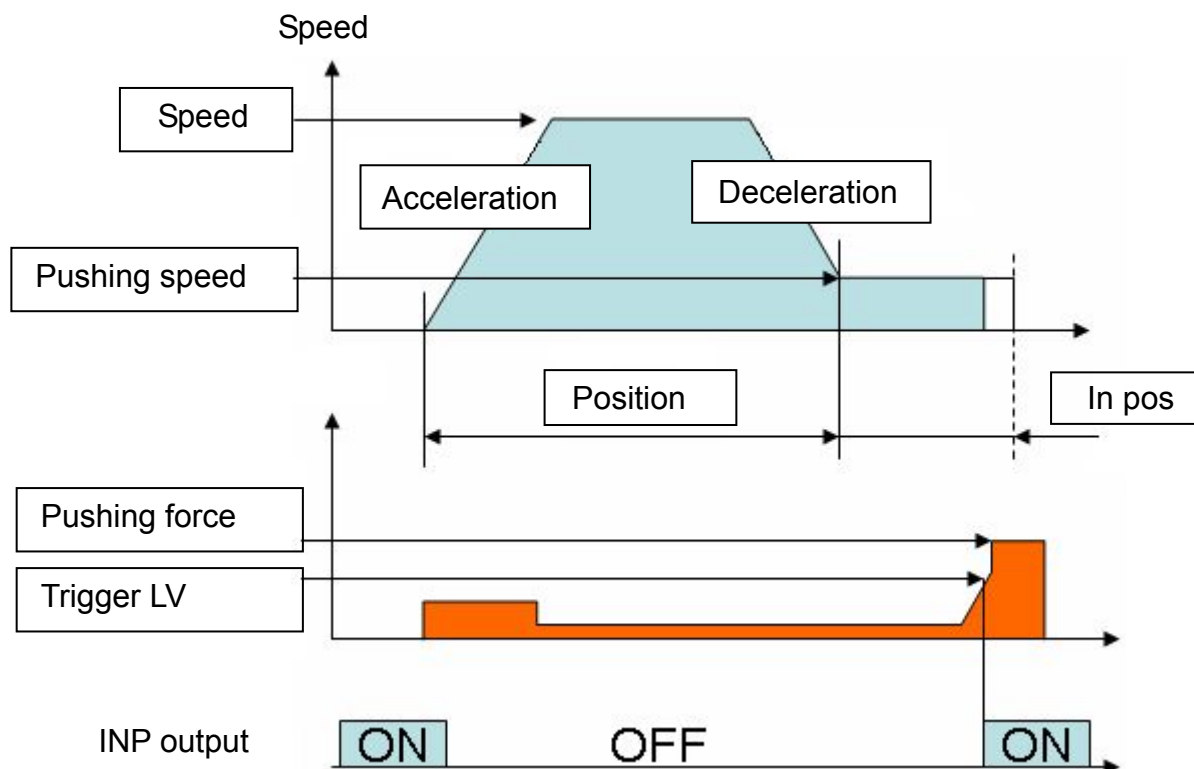 Speed
Speed
Acceleration
Deceleration
Pushing speed
Position
In pos
Pushing force
Trigger LV
INP output
ON
OFF
ON